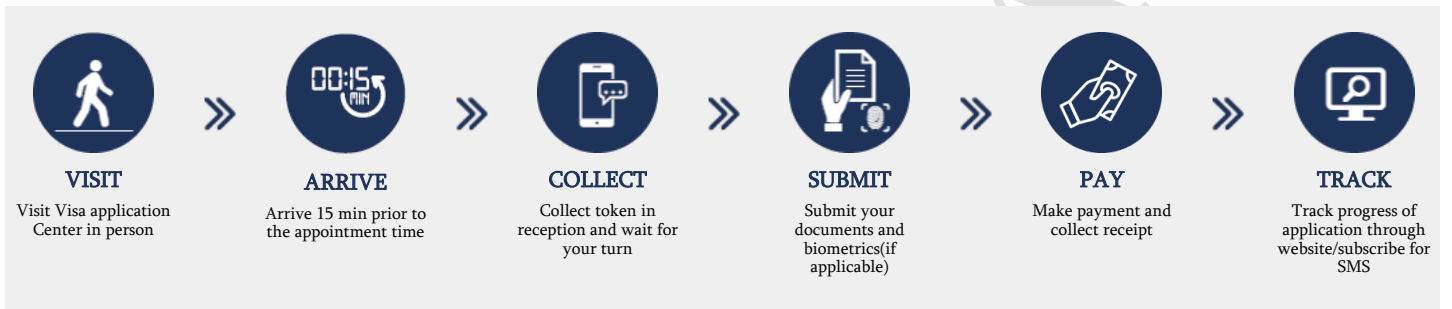 00:15
MIN
VISIT
Visit Visa application
Center in person
ARRIVE
Arrive 15 min prior to
the appointment time
COLLECT
Collect token in
reception and wait for
your turn
SUBMIT
Submit your
documents and
biometrics(if
applicable)
PAY
Make payment and
collect receipt
TRACK
Track progress of
application through
website/subscribe for
SMS